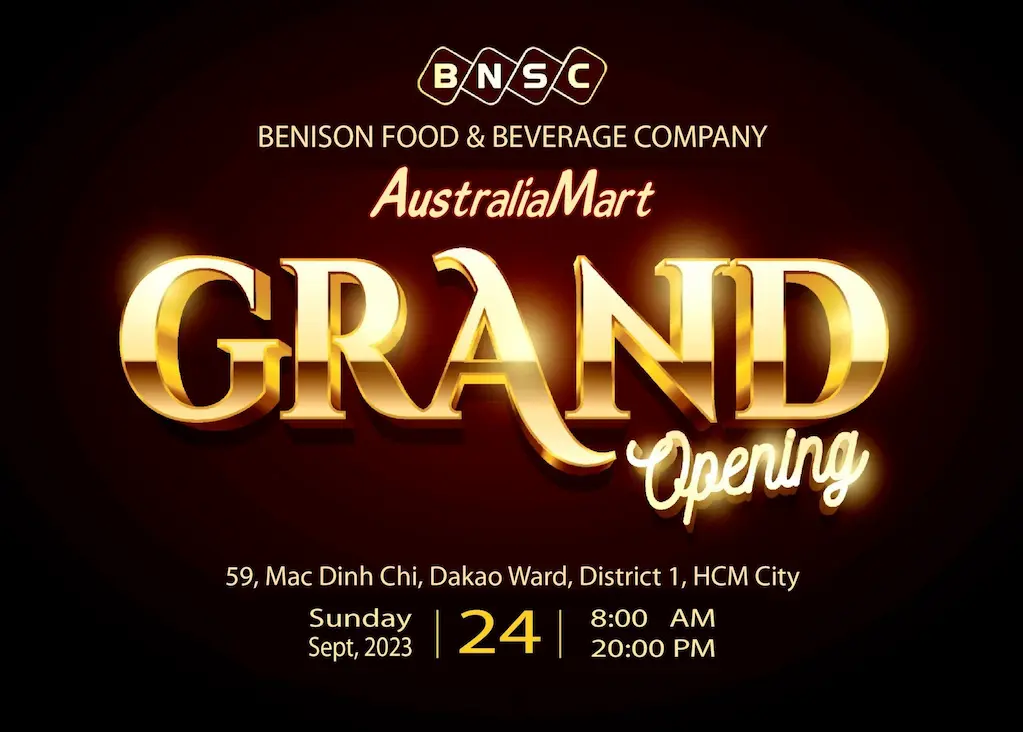 BNSC
BENISON FOOD & BEVERAGE COMPANY
AustraliaMart
GRAND
Opening
59, Mac Dinh Chi, Dakao Ward, District 1, HCM City
Sunday
Sept, 2023
24
8:00 AM
20:00 PM